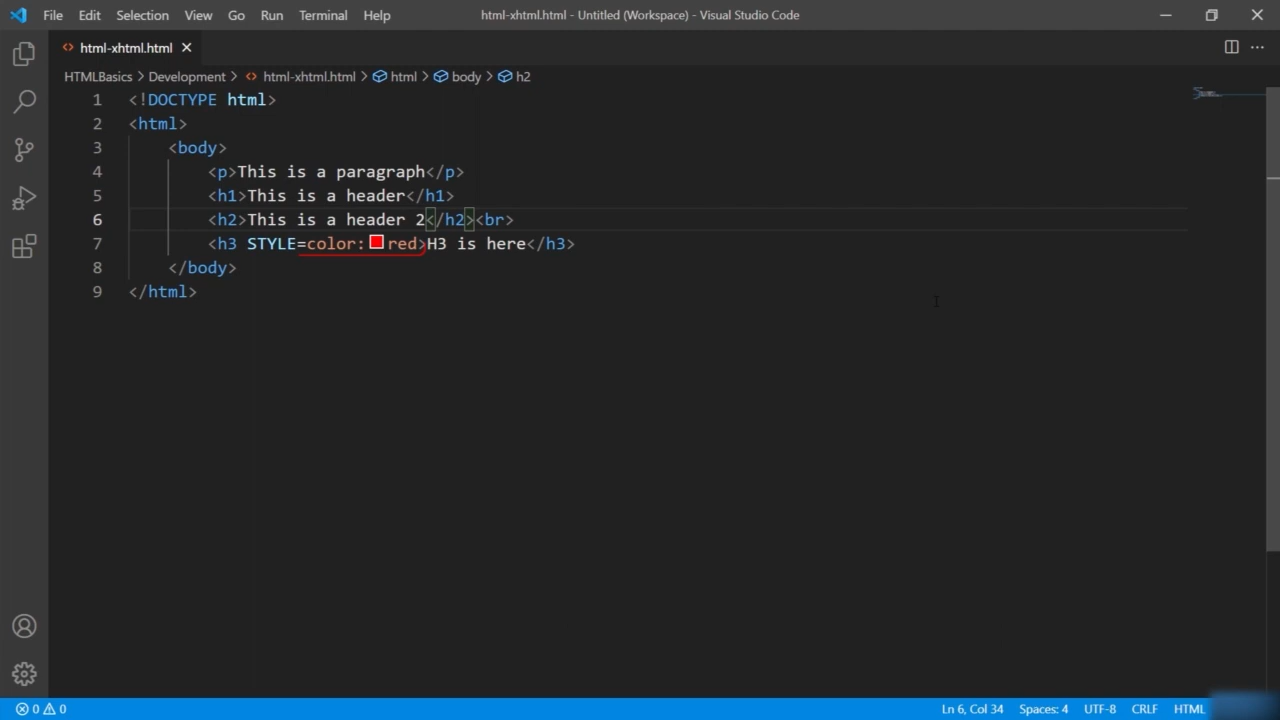 File Edit Selection View Go Run Terminal Help html-xhtml.html - Untitled (Workspace) - Visual Studio Code
html-xhtml.html
HTMLBasics > Development > html-xhtml.html > html > body > h2
1 <!DOCTYPE html>
2 <html>
3 <body>
4 <p>This is a paragraph</p>
5 <h1>This is a header</h1>
6 <h2>This is a header 2</h2><br>
7 <h3 STYLE=color:red>H3 is here</h3>
8 </body>
9 </html>
0 0 Ln 6, Col 34 Spaces: 4 UTF-8 CRLF HTML